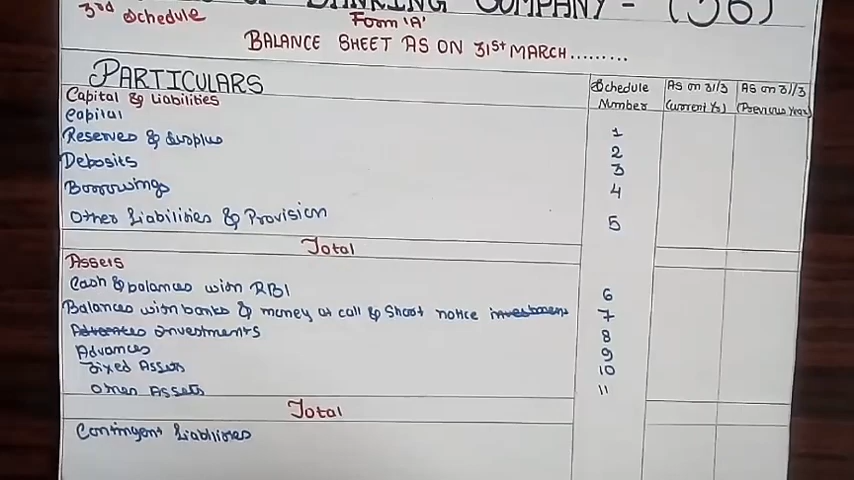 BANKING COMPANY - (36)
3rd Schedule
Form 'A'
BALANCE SHEET AS ON 31st MARCH.........
PARTICULARS
Schedule Number
As on 31/3 (Current Yr)
As on 31/3 (Previous Year)
Capital & Liabilities
Capital 1
Reserves & Surplus 2
Deposits 3
Borrowings 4
Other Liabilities & Provision 5
Total
Assets
Cash & balances with RBI 6
Balances with banks & money at call & Short notice investment 7
Advances investments 8
Advances 9
Fixed Assets 10
Other Assets 11
Total
Contingent Liabilities